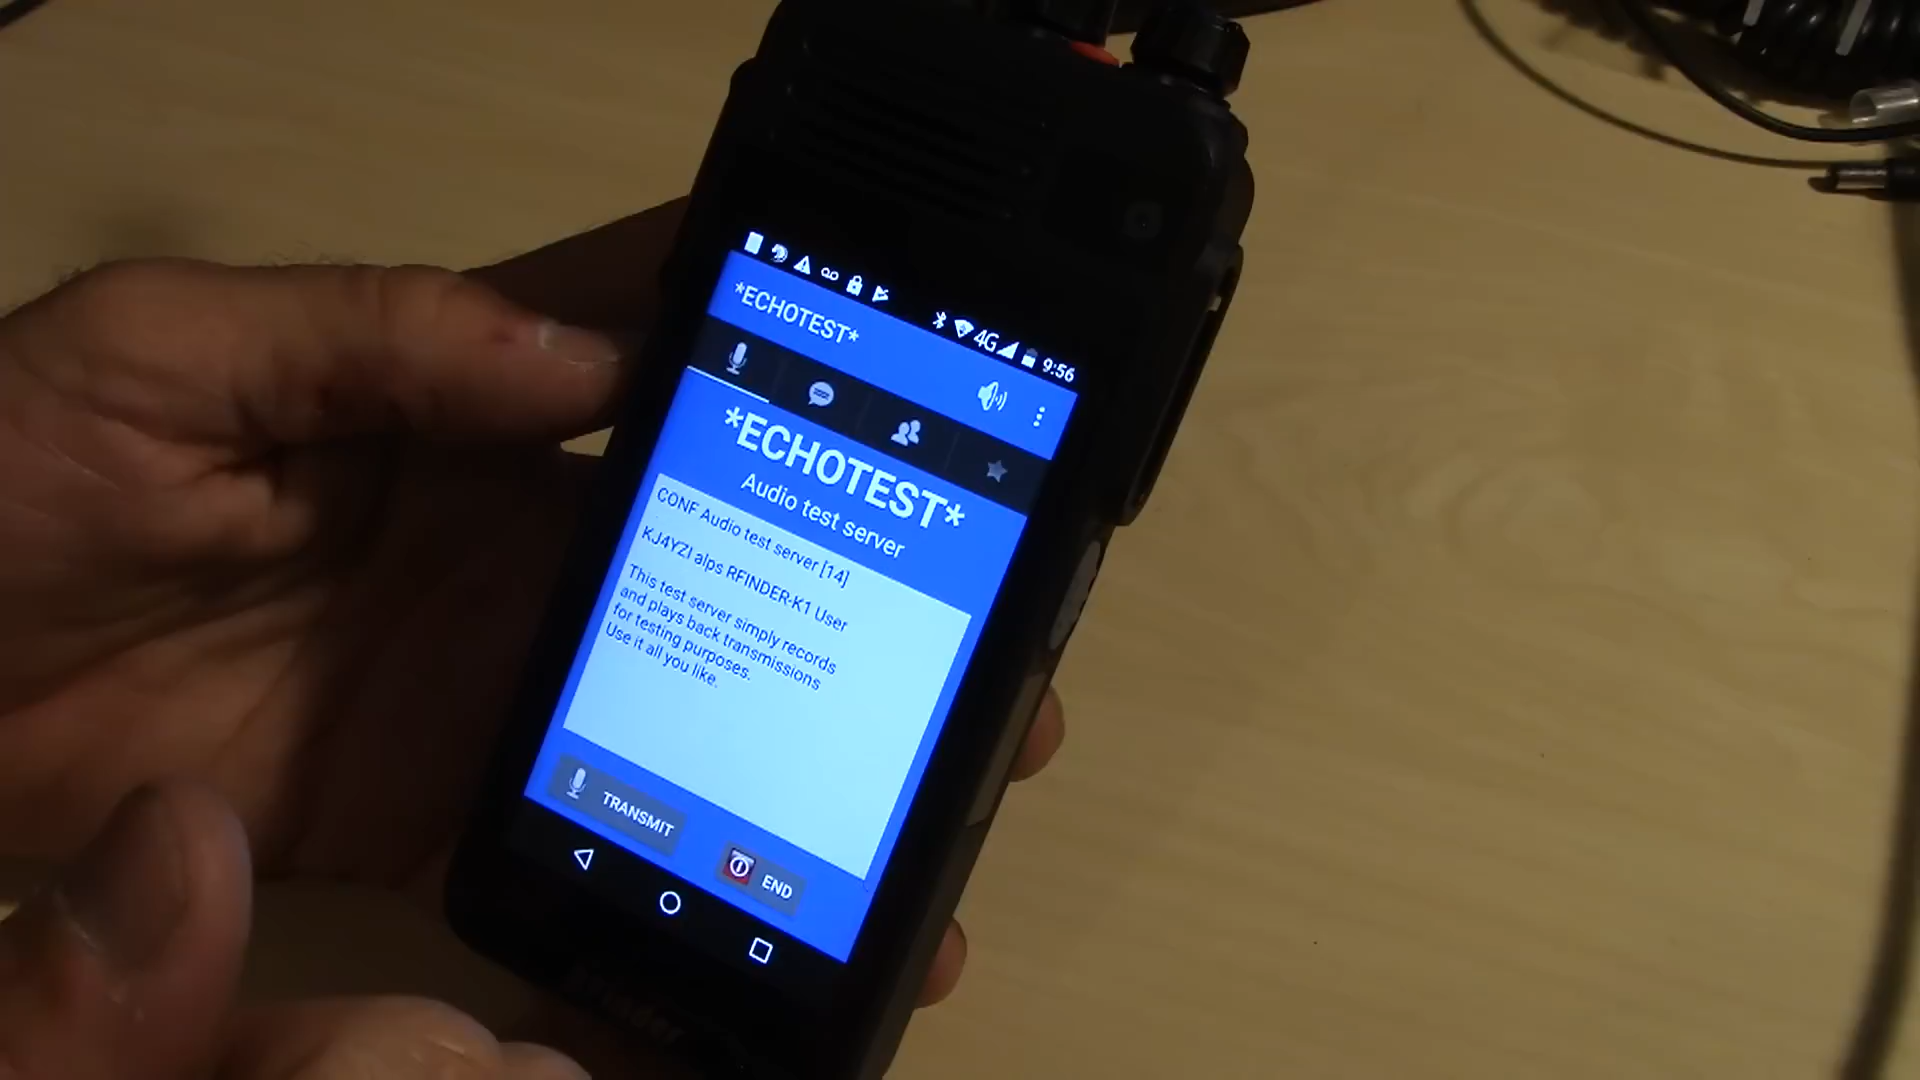 4G 9:56
*ECHOTEST*
*ECHOTEST*
Audio test server
CONF Audio test server [14]
KJ4YZI alps RFINDER-K1 User
This test server simply records
and plays back transmissions
for testing purposes.
Use it all you like.
TRANSMIT
END